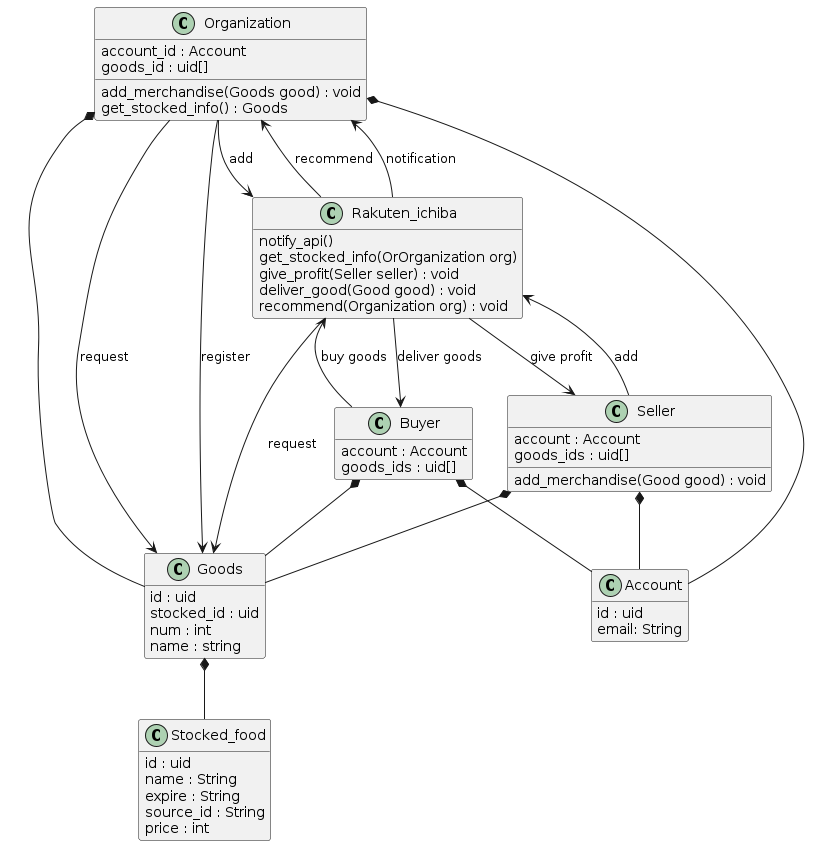 C Organization
account_id : Account
goods_id : uid[]
add_merchandise(Goods good) : void
get_stocked_info() : Goods
add
recommend
notification
C Rakuten_ichiba
notify_api()
get_stocked_info(OrOrganization org)
give_profit(Seller seller) : void
deliver_good(Good good) : void
recommend(Organization org) : void
request
register
buy goods
deliver goods
give profit
add
request
C Buyer
account : Account
goods_ids : uid[]
C Seller
account : Account
goods_ids : uid[]
add_merchandise(Good good) : void
C Goods
id : uid
stocked_id : uid
num : int
name : string
C Account
id : uid
email: String
C Stocked_food
id : uid
name : String
expire : String
source_id : String
price : int